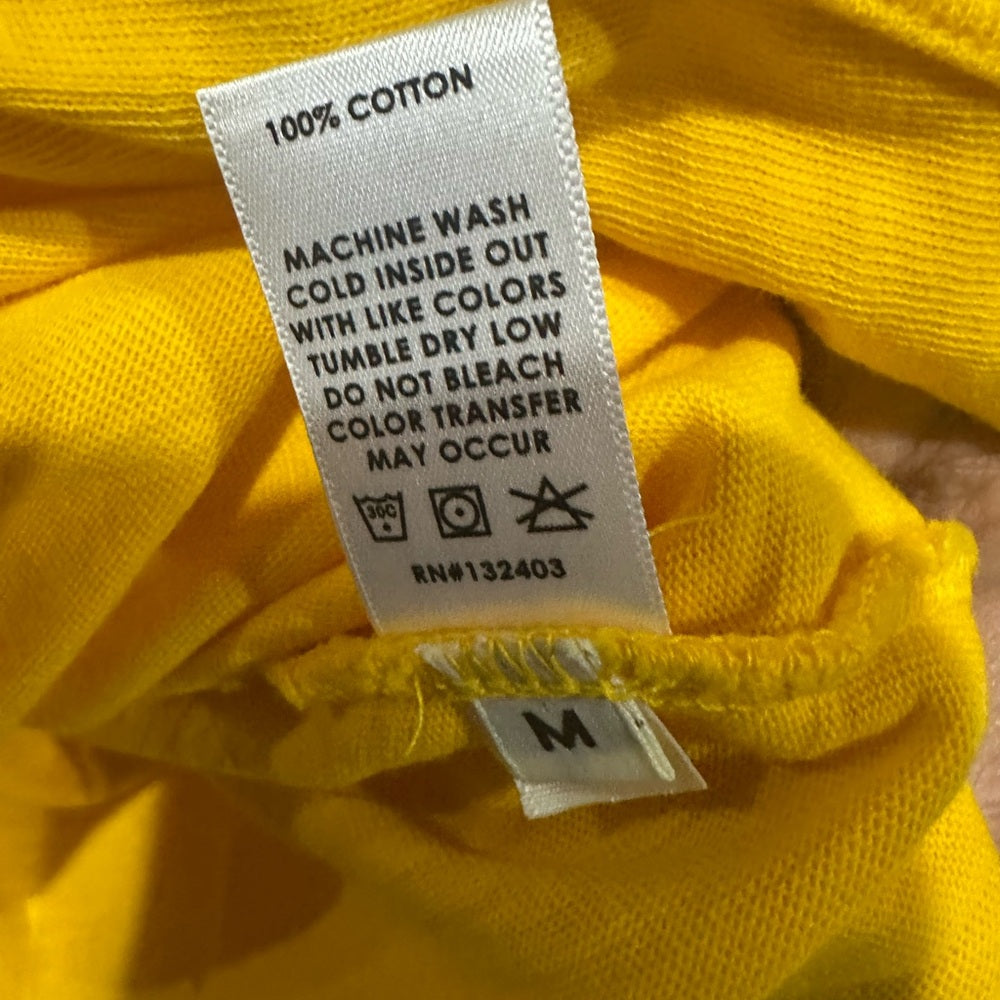 100% COTTON
MACHINE WASH
COLD INSIDE OUT
WITH LIKE COLORS
TUMBLE DRY LOW
DO NOT BLEACH
COLOR TRANSFER
MAY OCCUR
30C
RN#132403
M